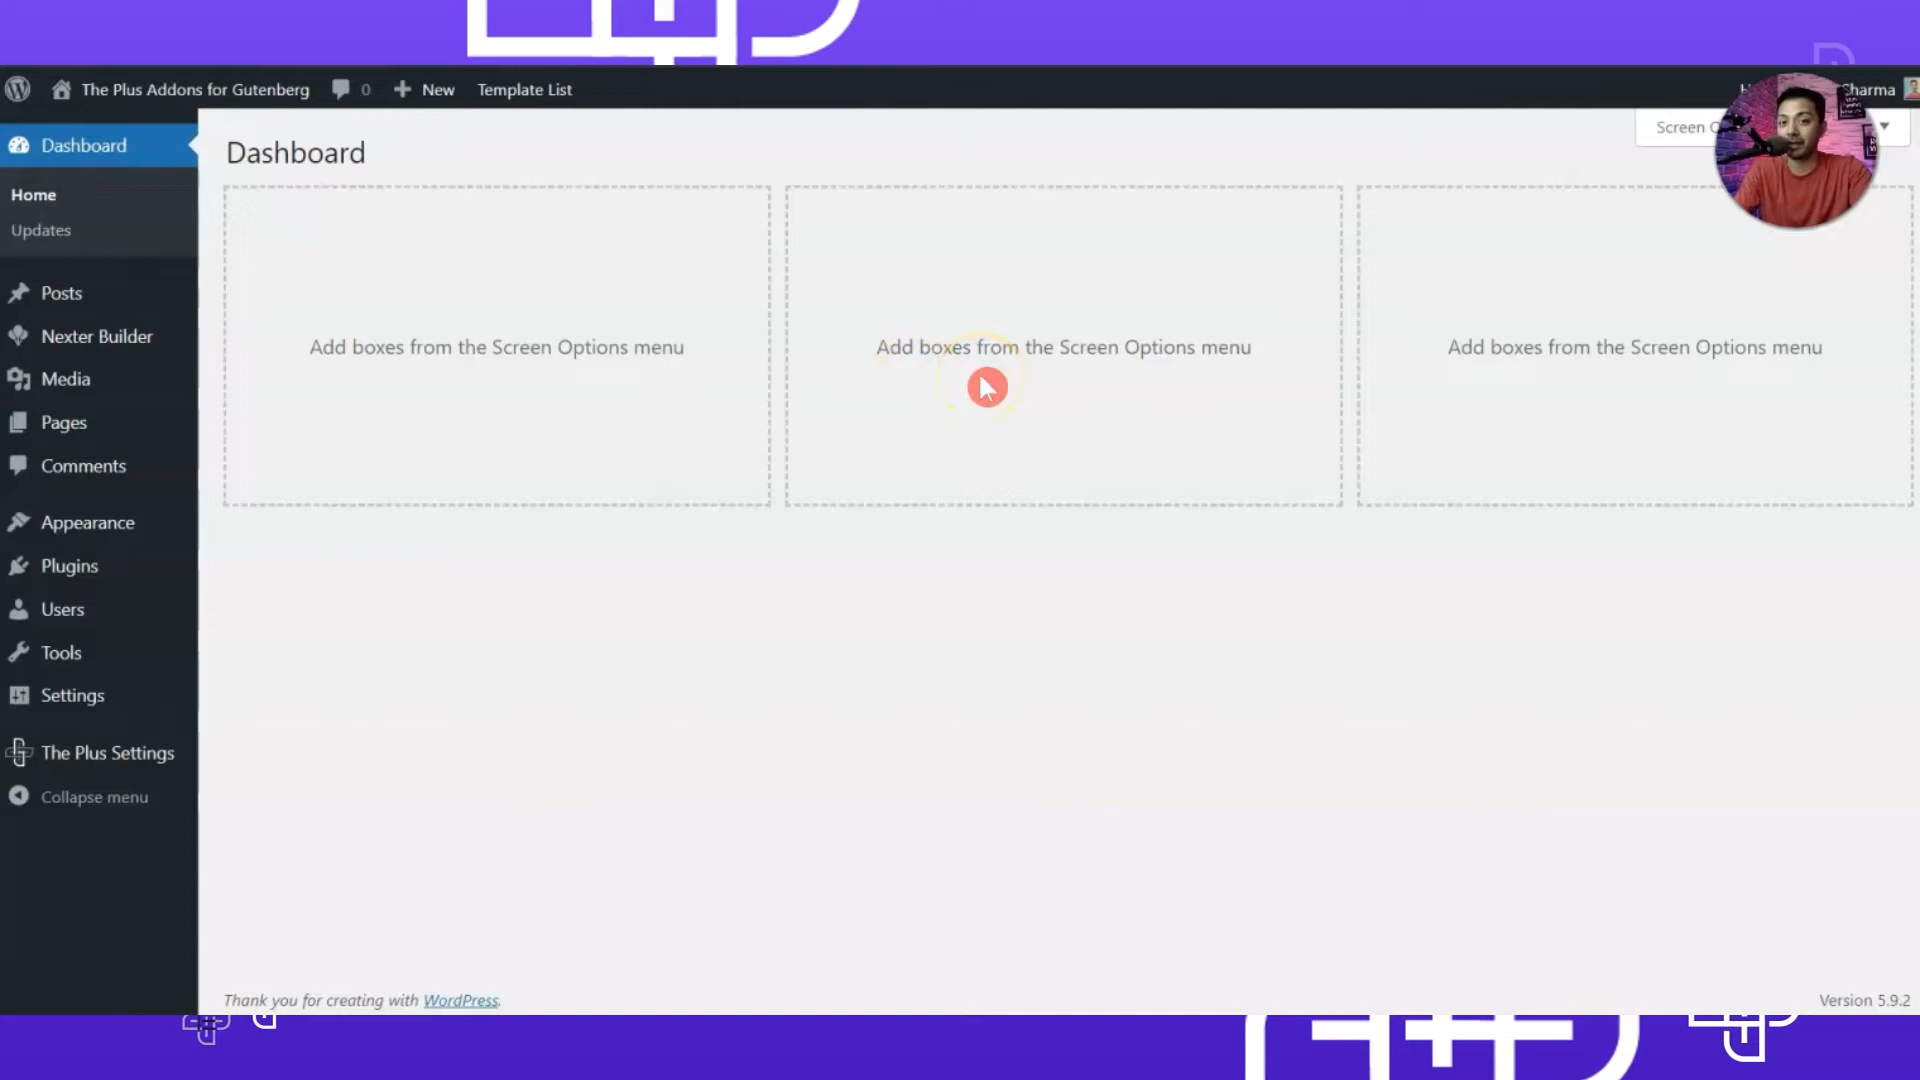 The Plus Addons for Gutenberg 0 New Template List Sharma
Screen
Dashboard
Home
Updates
Posts
Nexter Builder
Media
Pages
Comments
Appearance
Plugins
Users
Tools
Settings
The Plus Settings
Collapse menu
Dashboard
Add boxes from the Screen Options menu
Add boxes from the Screen Options menu
Add boxes from the Screen Options menu
Thank you for creating with WordPress.
Version 5.9.2